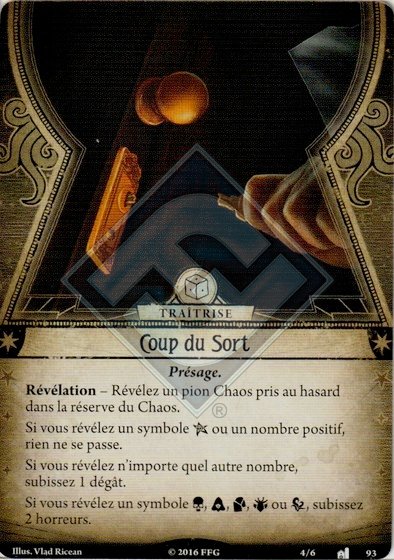 TRAÎTRISE
Coup du Sort
Présage.
Révélation – Révélez un pion Chaos pris au hasard
dans la réserve du Chaos.
Si vous révélez un symbole ou un nombre positif,
rien ne se passe.
Si vous révélez n'importe quel autre nombre,
subissez 1 dégât.
Si vous révélez un symbole , , , ou , subissez
2 horreurs.
®
Illus. Vlad Ricean © 2016 FFG 4/6 93